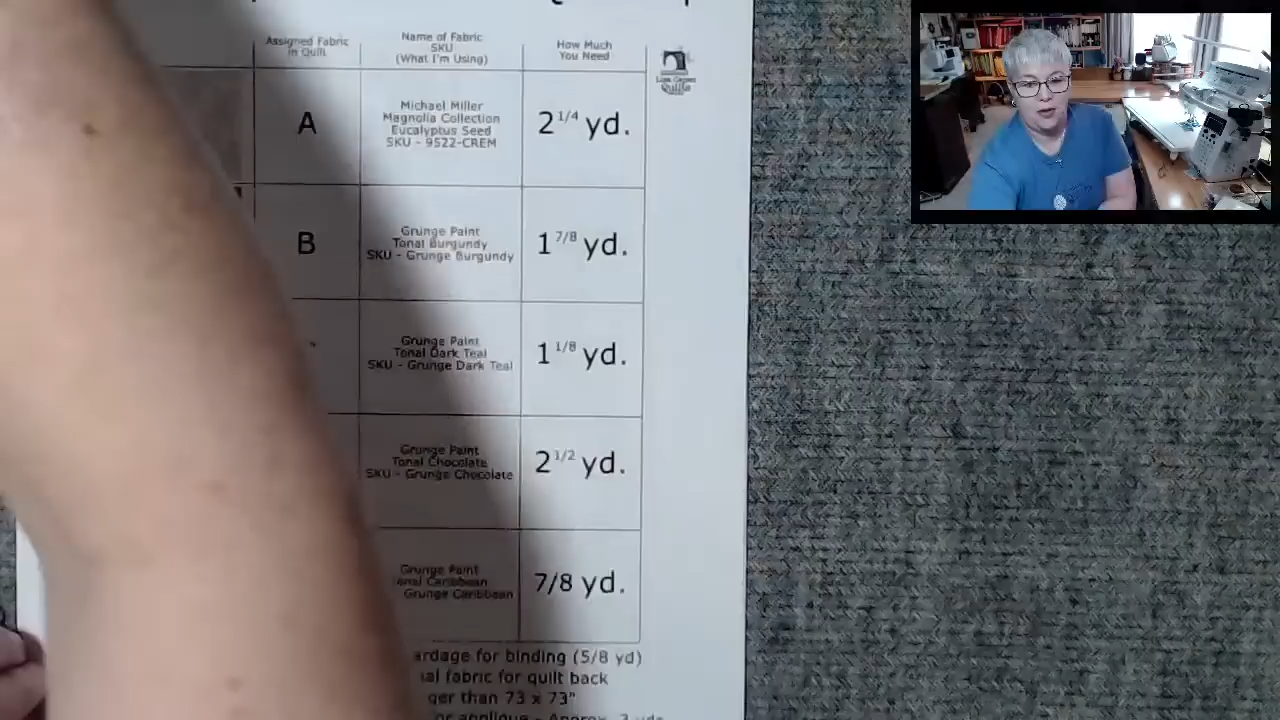 Assigned Fabric
in Quilt
Name of Fabric
SKU
(What I'm Using)
How Much
You Need
A
Michael Miller
Magnolia Collection
Eucalyptus Seed
SKU - 9522-CREM
2 1/4 yd.
B
Grunge Paint
Tonal Burgundy
SKU - Grunge Burgundy
1 7/8 yd.
Grunge Paint
Tonal Dark Teal
SKU - Grunge Dark Teal
1 1/8 yd.
Grunge Paint
Tonal Chocolate
SKU - Grunge Chocolate
2 1/2 yd.
Grunge Paint
Caribbean
Grunge Caribbean
7/8 yd.
for binding (5/8 yd)
fabric for quilt back
than 73 x 73"